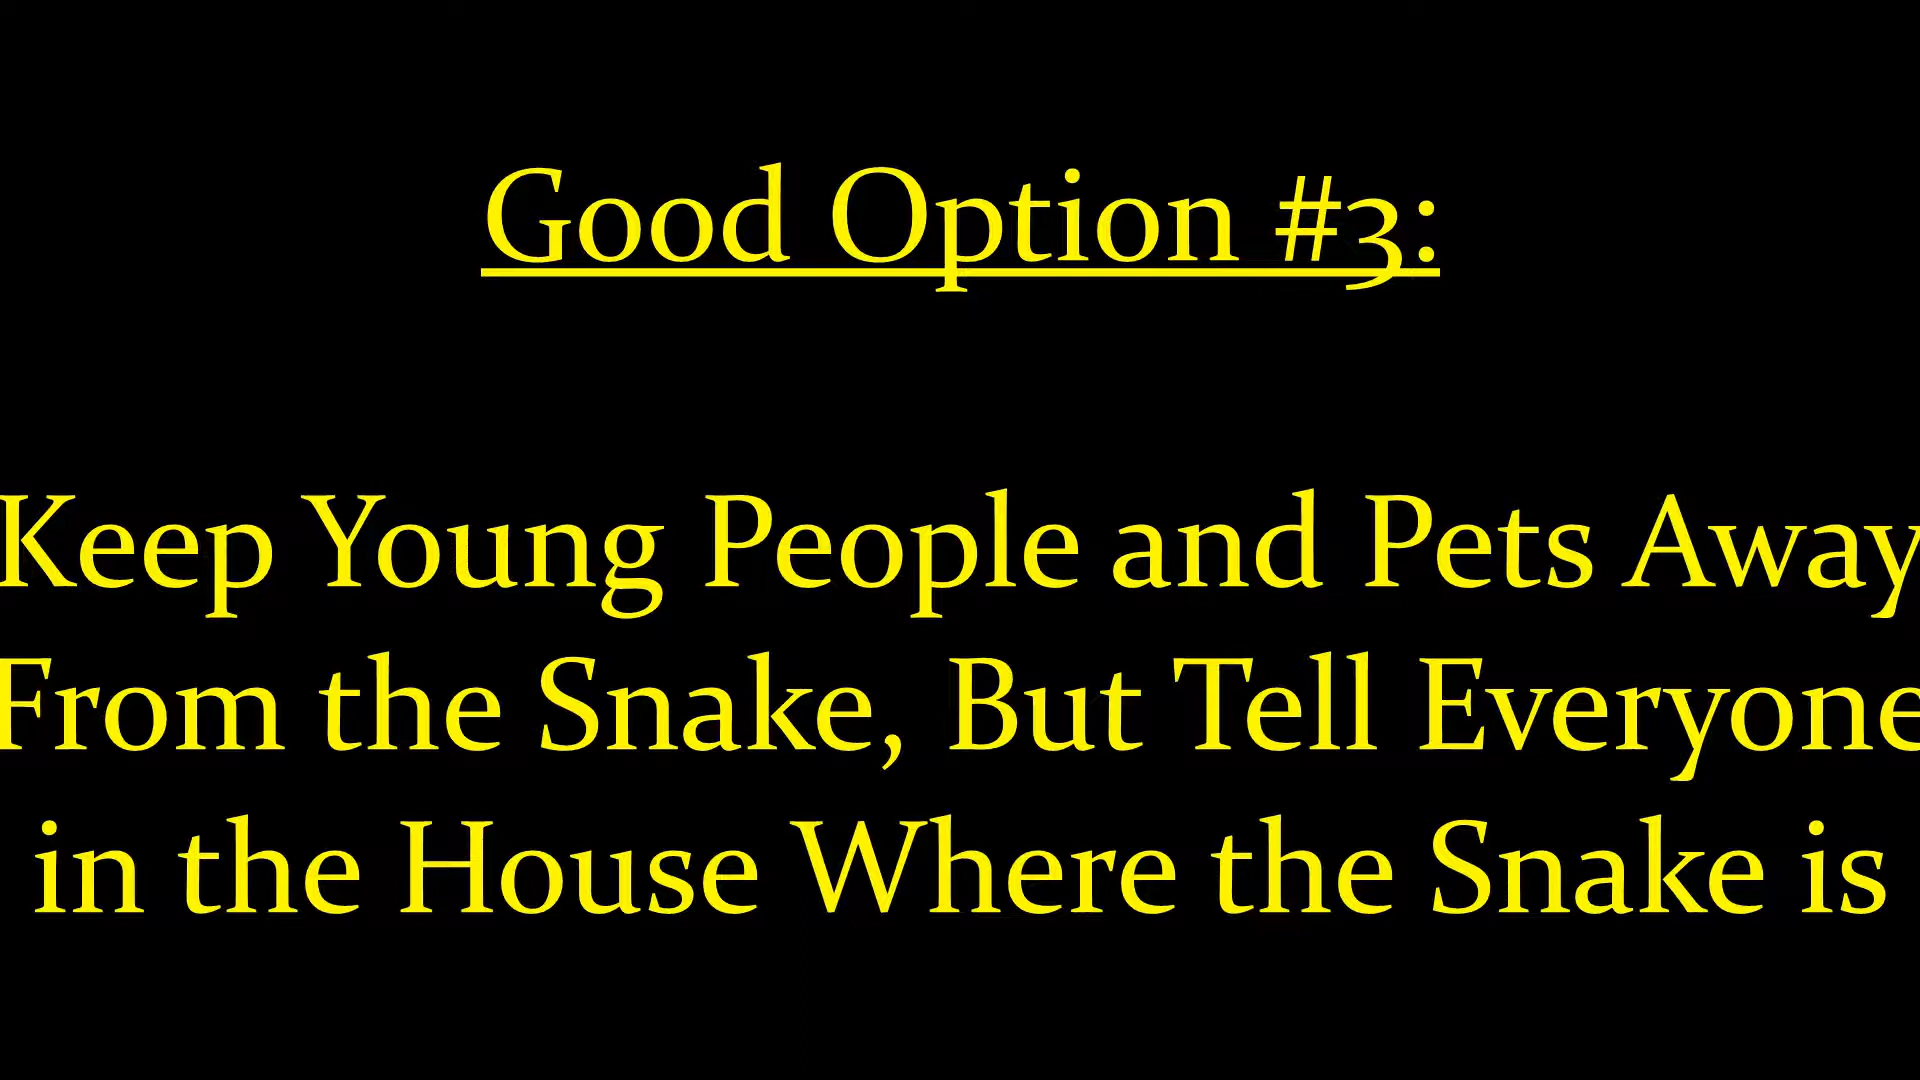 Good Option #3:
Keep Young People and Pets Away
From the Snake, But Tell Everyone
in the House Where the Snake is